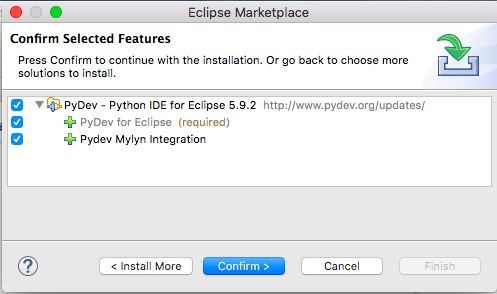 Eclipse Marketplace
Confirm Selected Features
Press Confirm to continue with the installation. Or go back to choose more
solutions to install.
PyDev - Python IDE for Eclipse 5.9.2 http://www.pydev.org/updates/
PyDev for Eclipse (required)
Pydev Mylyn Integration
?
< Install More
Confirm >
Cancel
Finish